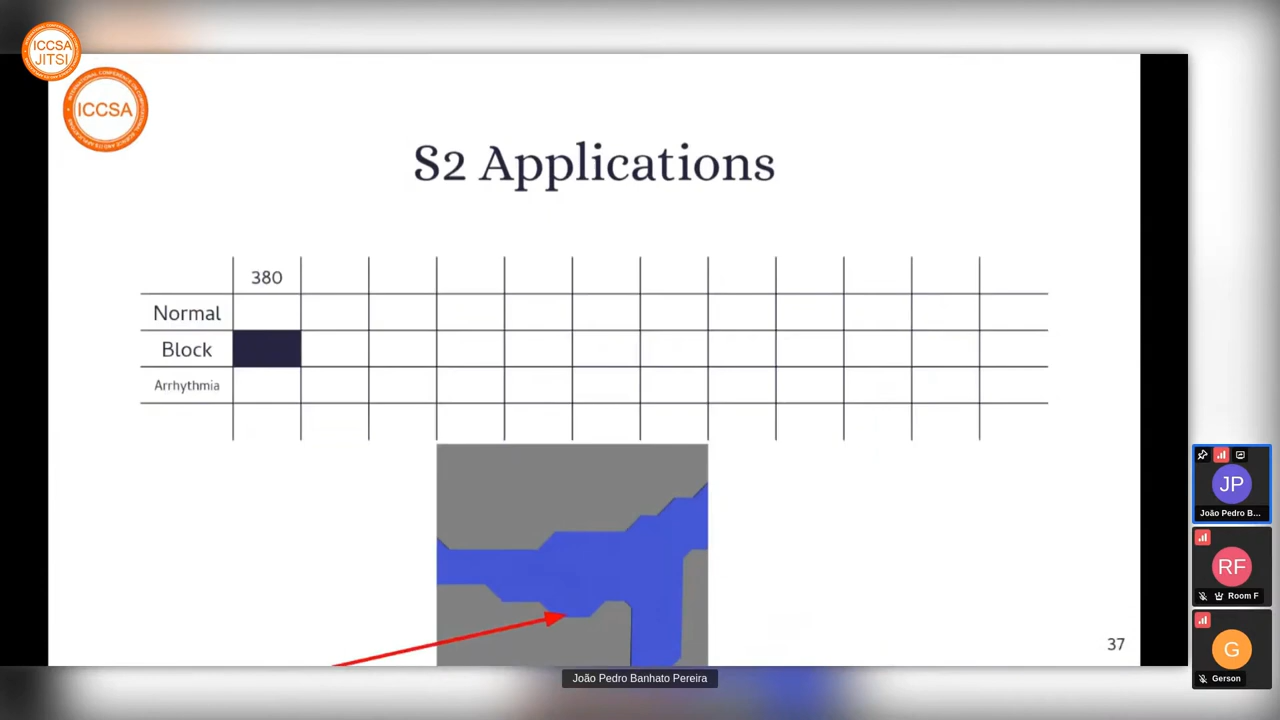 ICCSA
JITSI
ICCSA
S2 Applications
380
Normal
Block
Arrhythmia
37
JP
João Pedro B...
RF
Room F
G
Gerson
João Pedro Banhato Pereira